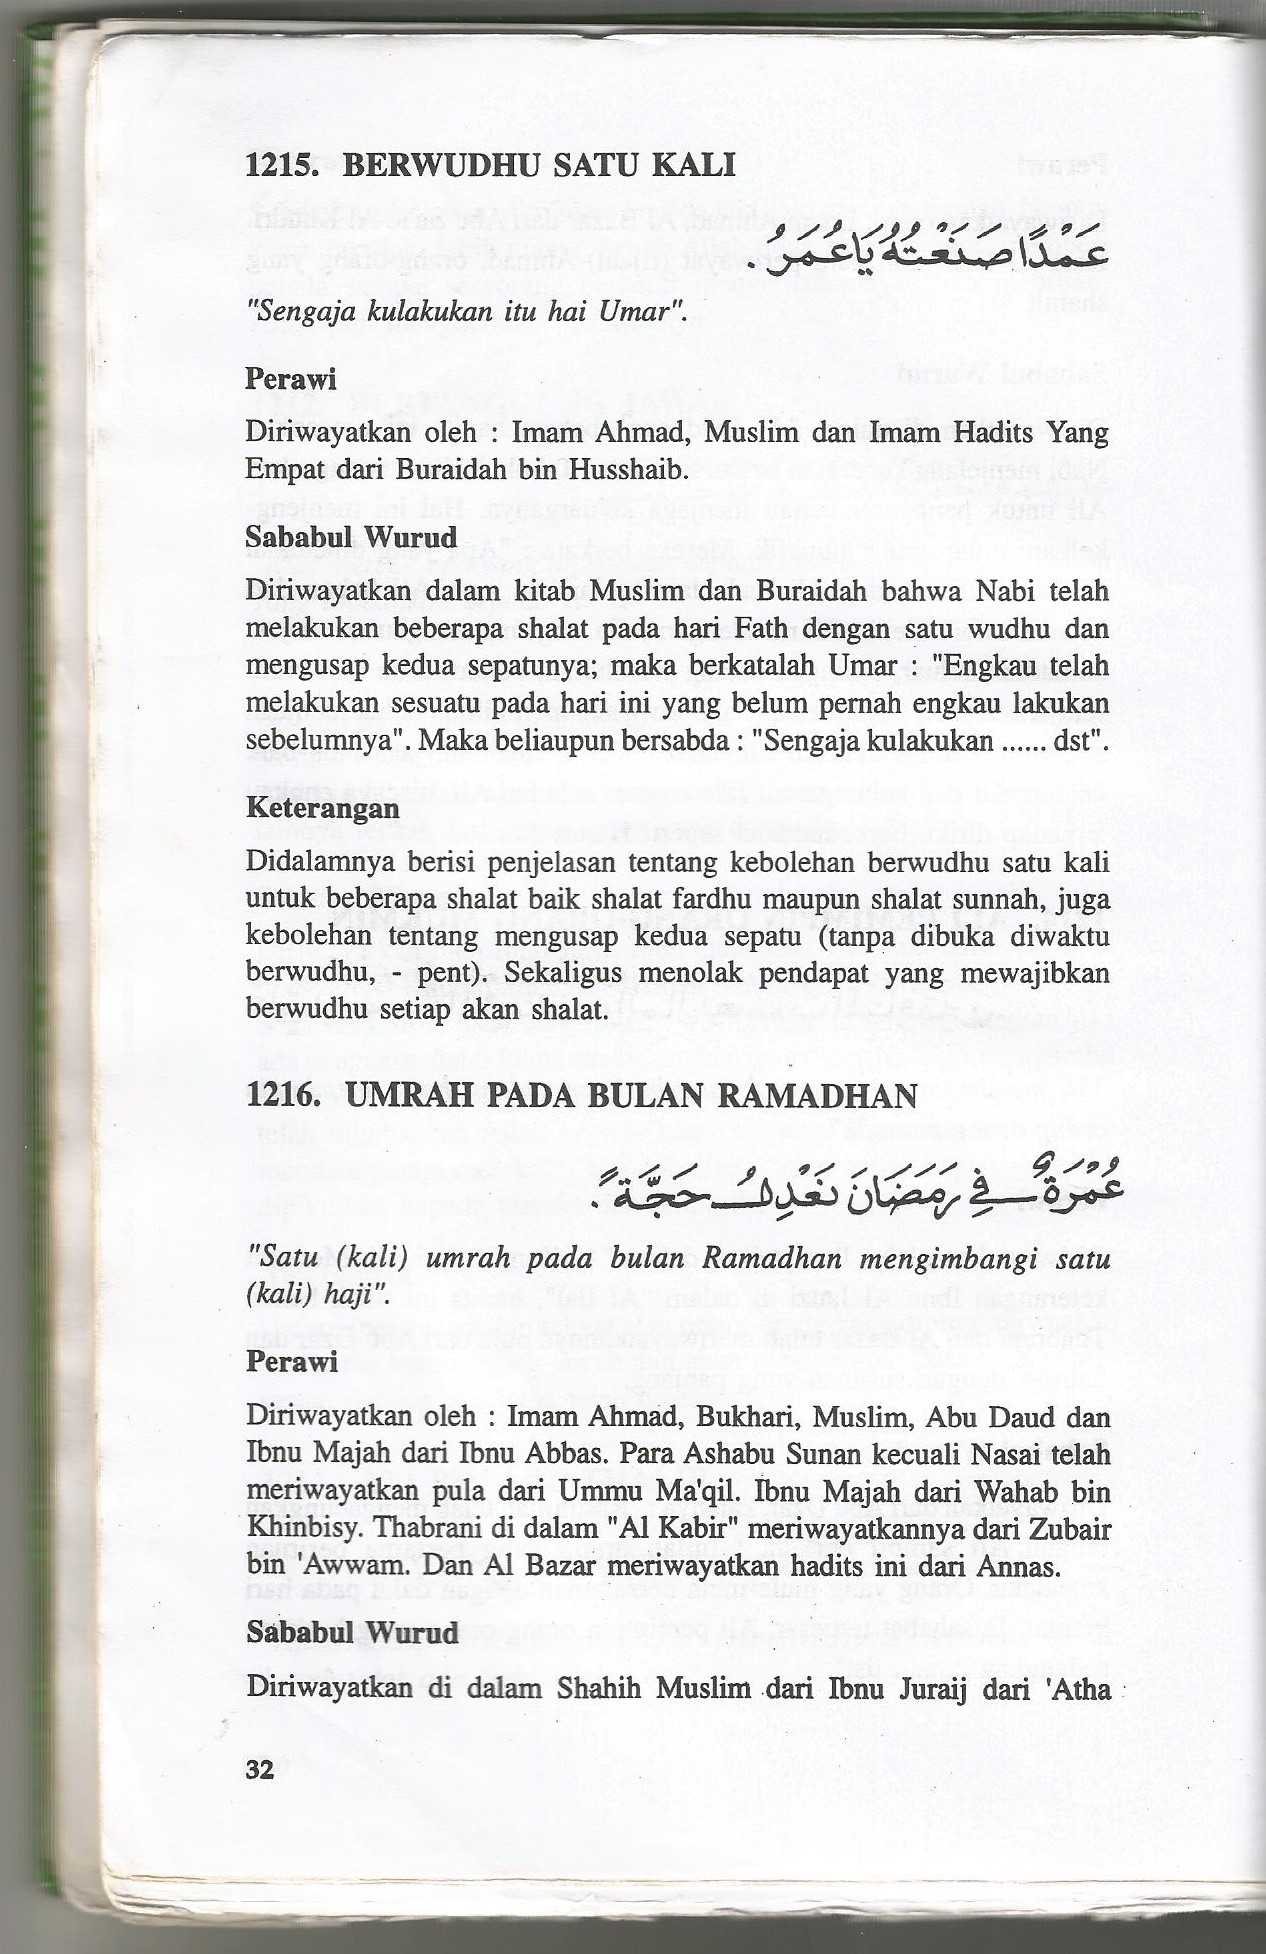 1215. BERWUDHU SATU KALI
عَمْدًا صَنَعْتُهُ يَا عُمَرُ .
"Sengaja kulakukan itu hai Umar".
Perawi
Diriwayatkan oleh : Imam Ahmad, Muslim dan Imam Hadits Yang
Empat dari Buraidah bin Husshaib.
Sababul Wurud
Diriwayatkan dalam kitab Muslim dan Buraidah bahwa Nabi telah
melakukan beberapa shalat pada hari Fath dengan satu wudhu dan
mengusap kedua sepatunya; maka berkatalah Umar : "Engkau telah
melakukan sesuatu pada hari ini yang belum pernah engkau lakukan
sebelumnya". Maka beliaupun bersabda : "Sengaja kulakukan ...... dst".
Keterangan
Didalamnya berisi penjelasan tentang kebolehan berwudhu satu kali
untuk beberapa shalat baik shalat fardhu maupun shalat sunnah, juga
kebolehan tentang mengusap kedua sepatu (tanpa dibuka diwaktu
berwudhu, - pent). Sekaligus menolak pendapat yang mewajibkan
berwudhu setiap akan shalat.
1216. UMRAH PADA BULAN RAMADHAN
عُمْرَةٌ فِي رَمَضَانَ تَعْدِلُ حَجَّةً .
"Satu (kali) umrah pada bulan Ramadhan mengimbangi satu
(kali) haji".
Perawi
Diriwayatkan oleh : Imam Ahmad, Bukhari, Muslim, Abu Daud dan
Ibnu Majah dari Ibnu Abbas. Para Ashabu Sunan kecuali Nasai telah
meriwayatkan pula dari Ummu Ma'qil. Ibnu Majah dari Wahab bin
Khinbisy. Thabrani di dalam "Al Kabir" meriwayatkannya dari Zubair
bin 'Awwam. Dan Al Bazar meriwayatkan hadits ini dari Annas.
Sababul Wurud
Diriwayatkan di dalam Shahih Muslim dari Ibnu Juraij dari 'Atha
32